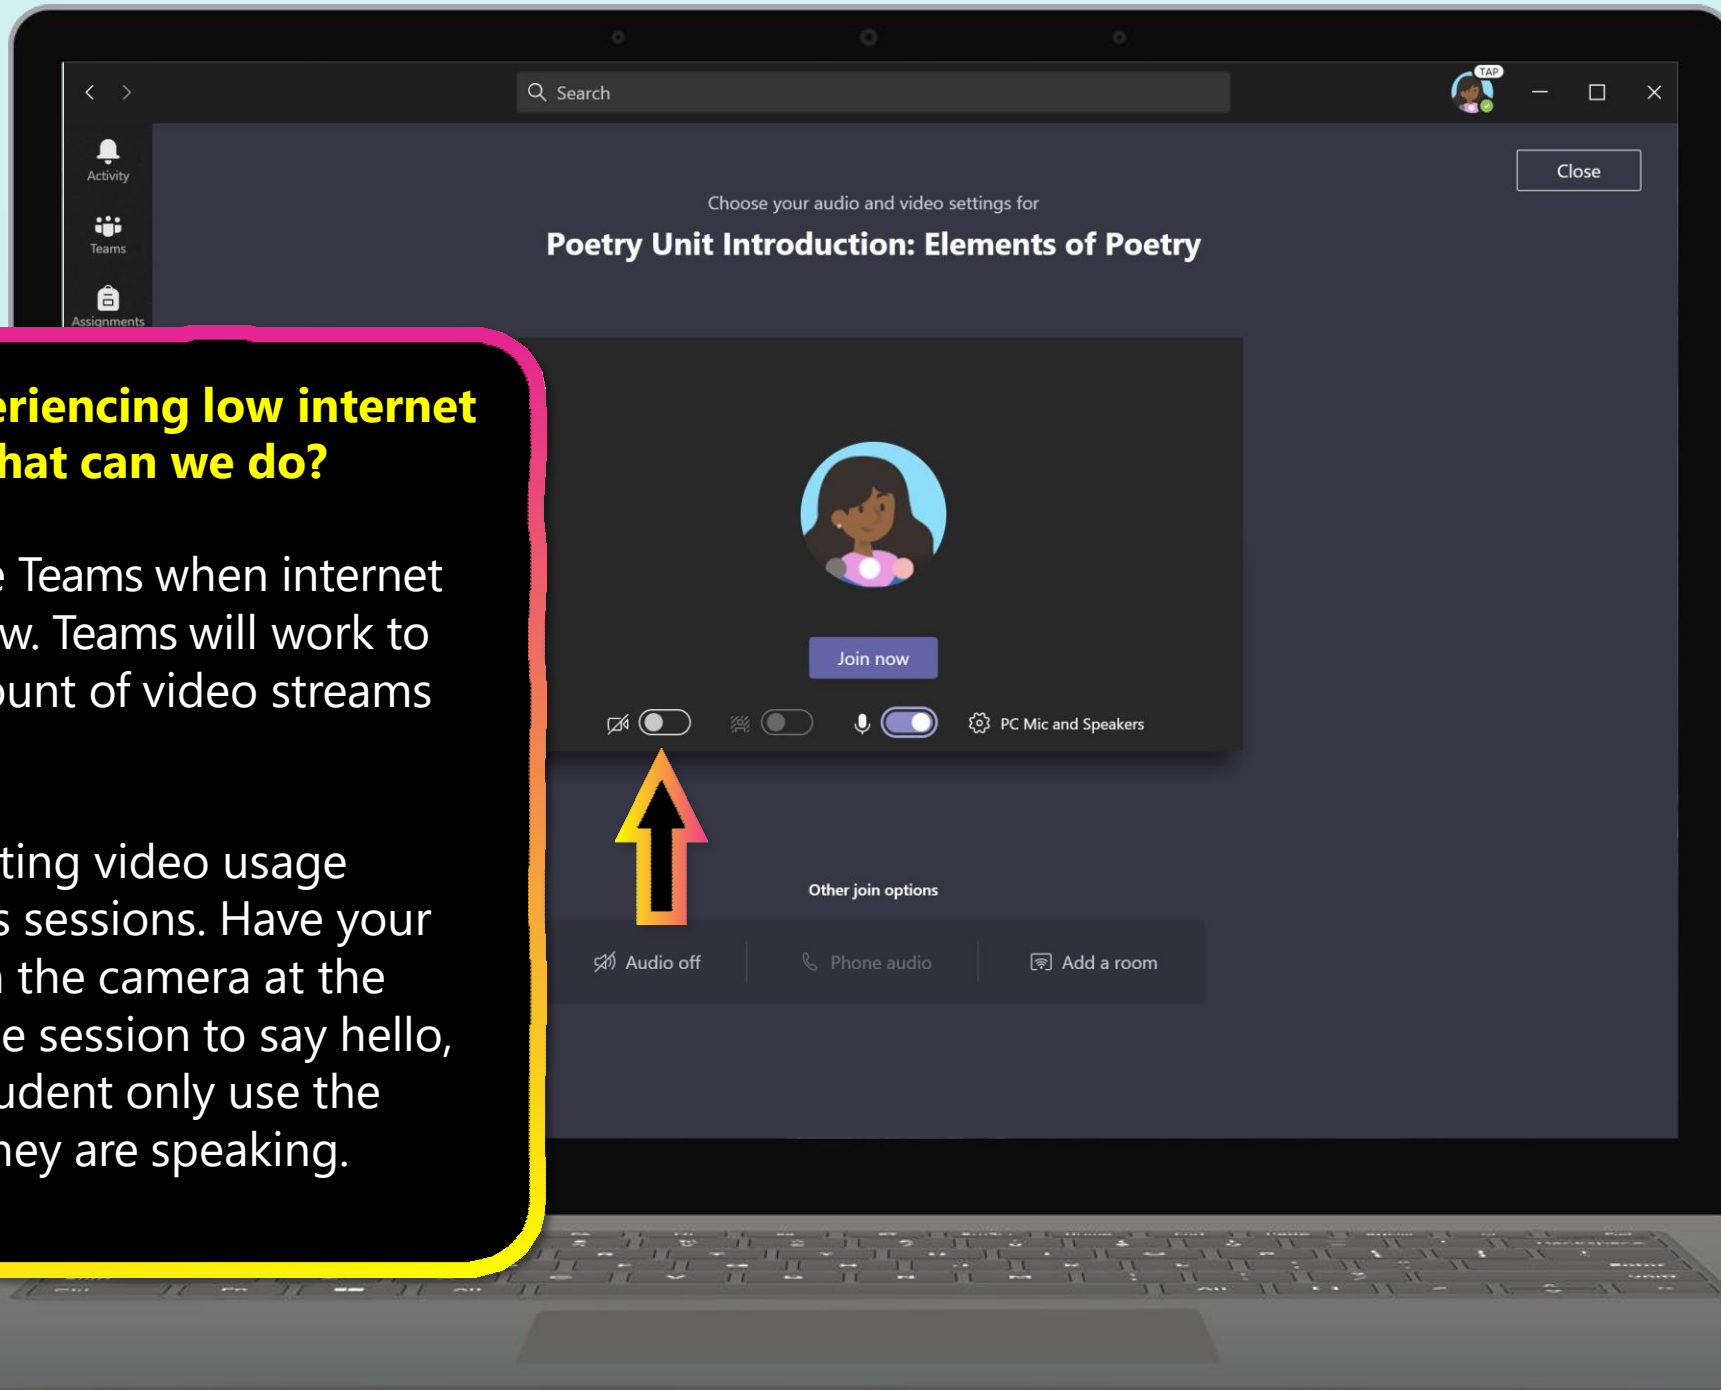 Search
TAP
Activity
Teams
Assignments
Close
Choose your audio and video settings for
Poetry Unit Introduction: Elements of Poetry
eriencing low internet
hat can we do?
e Teams when internet
w. Teams will work to
ount of video streams
ting video usage
s sessions. Have your
n the camera at the
e session to say hello,
udent only use the
hey are speaking.
Join now
PC Mic and Speakers
Other join options
Audio off
Phone audio
Add a room